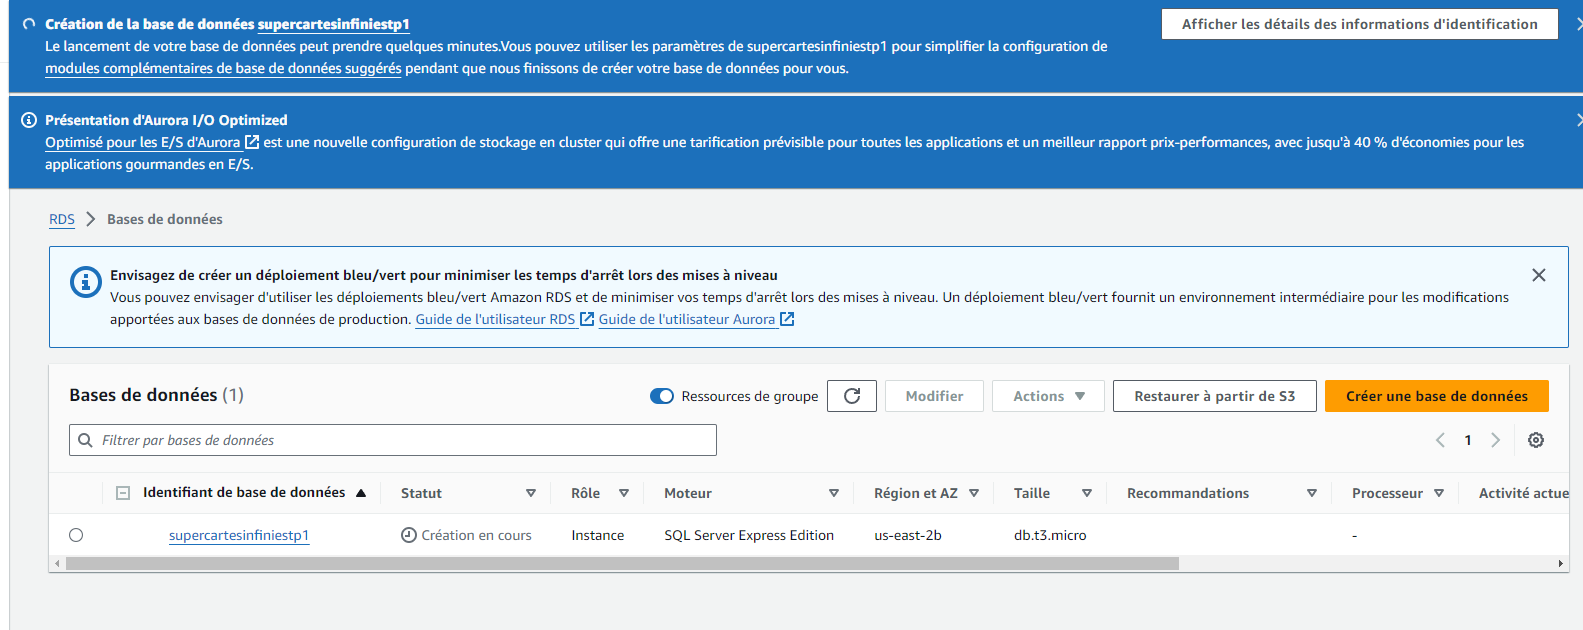 Création de la base de données supercartesinfiniestp1
Afficher les détails des informations d'identification
Le lancement de votre base de données peut prendre quelques minutes.Vous pouvez utiliser les paramètres de supercartesinfiniestp1 pour simplifier la configuration de
modules complémentaires de base de données suggérés pendant que nous finissons de créer votre base de données pour vous.
Présentation d'Aurora I/O Optimized
Optimisé pour les E/S d'Aurora est une nouvelle configuration de stockage en cluster qui offre une tarification prévisible pour toutes les applications et un meilleur rapport prix-performances, avec jusqu'à 40 % d'économies pour les
applications gourmandes en E/S.
RDS > Bases de données
Envisagez de créer un déploiement bleu/vert pour minimiser les temps d'arrêt lors des mises à niveau
Vous pouvez envisager d'utiliser les déploiements bleu/vert Amazon RDS et de minimiser vos temps d'arrêt lors des mises à niveau. Un déploiement bleu/vert fournit un environnement intermédiaire pour les modifications
apportées aux bases de données de production. Guide de l'utilisateur RDS Guide de l'utilisateur Aurora
Bases de données (1)
Ressources de groupe
Modifier
Actions
Restaurer à partir de S3
Créer une base de données
Filtrer par bases de données
1
Identifiant de base de données Statut Rôle Moteur Région et AZ Taille Recommandations Processeur Activité actue
supercartesinfiniestp1 Création en cours Instance SQL Server Express Edition us-east-2b db.t3.micro -